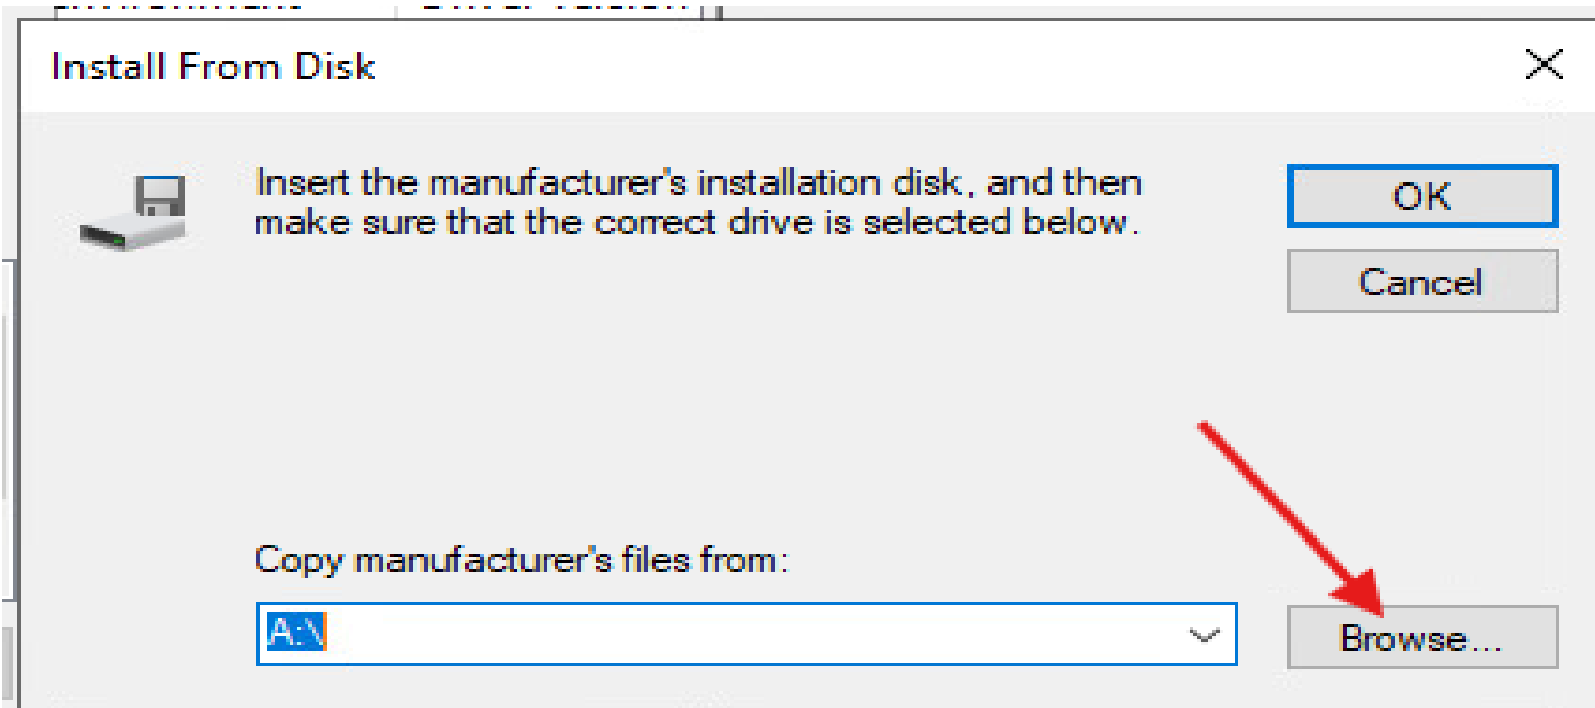 Install From Disk
Insert the manufacturer's installation disk, and then
make sure that the correct drive is selected below.
OK
Cancel
Copy manufacturer's files from:
A:\
Browse...